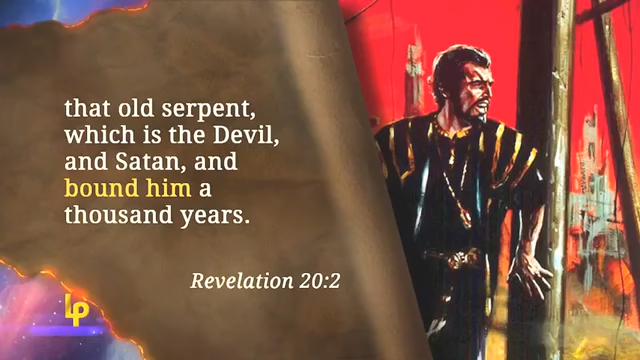 that old serpent,
which is the Devil,
and Satan, and
bound him a
thousand years.
Revelation 20:2
LP